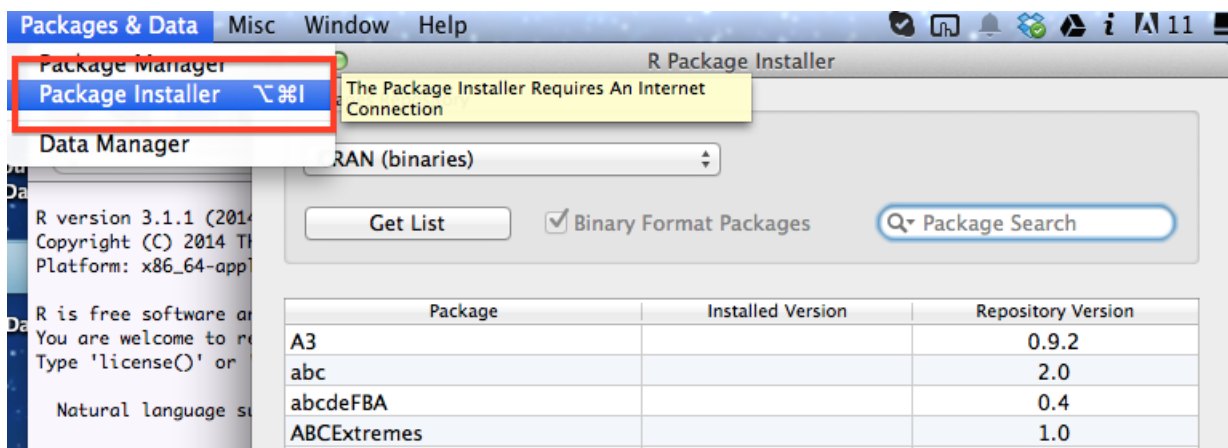 Packages & Data Misc Window Help 11
Package Manager
R Package Installer
Package Installer ⌥⌘I
The Package Installer Requires An Internet
Connection
Data Manager
RAN (binaries)
Get List
Binary Format Packages
Package Search
Da
R version 3.1.1 (2014
Copyright (C) 2014 Th
Platform: x86_64-appl
R is free software ar
You are welcome to re
Type 'license()' or '
Natural language su
Da
Package Installed Version Repository Version
A3 0.9.2
abc 2.0
abcdeFBA 0.4
ABCExtremes 1.0